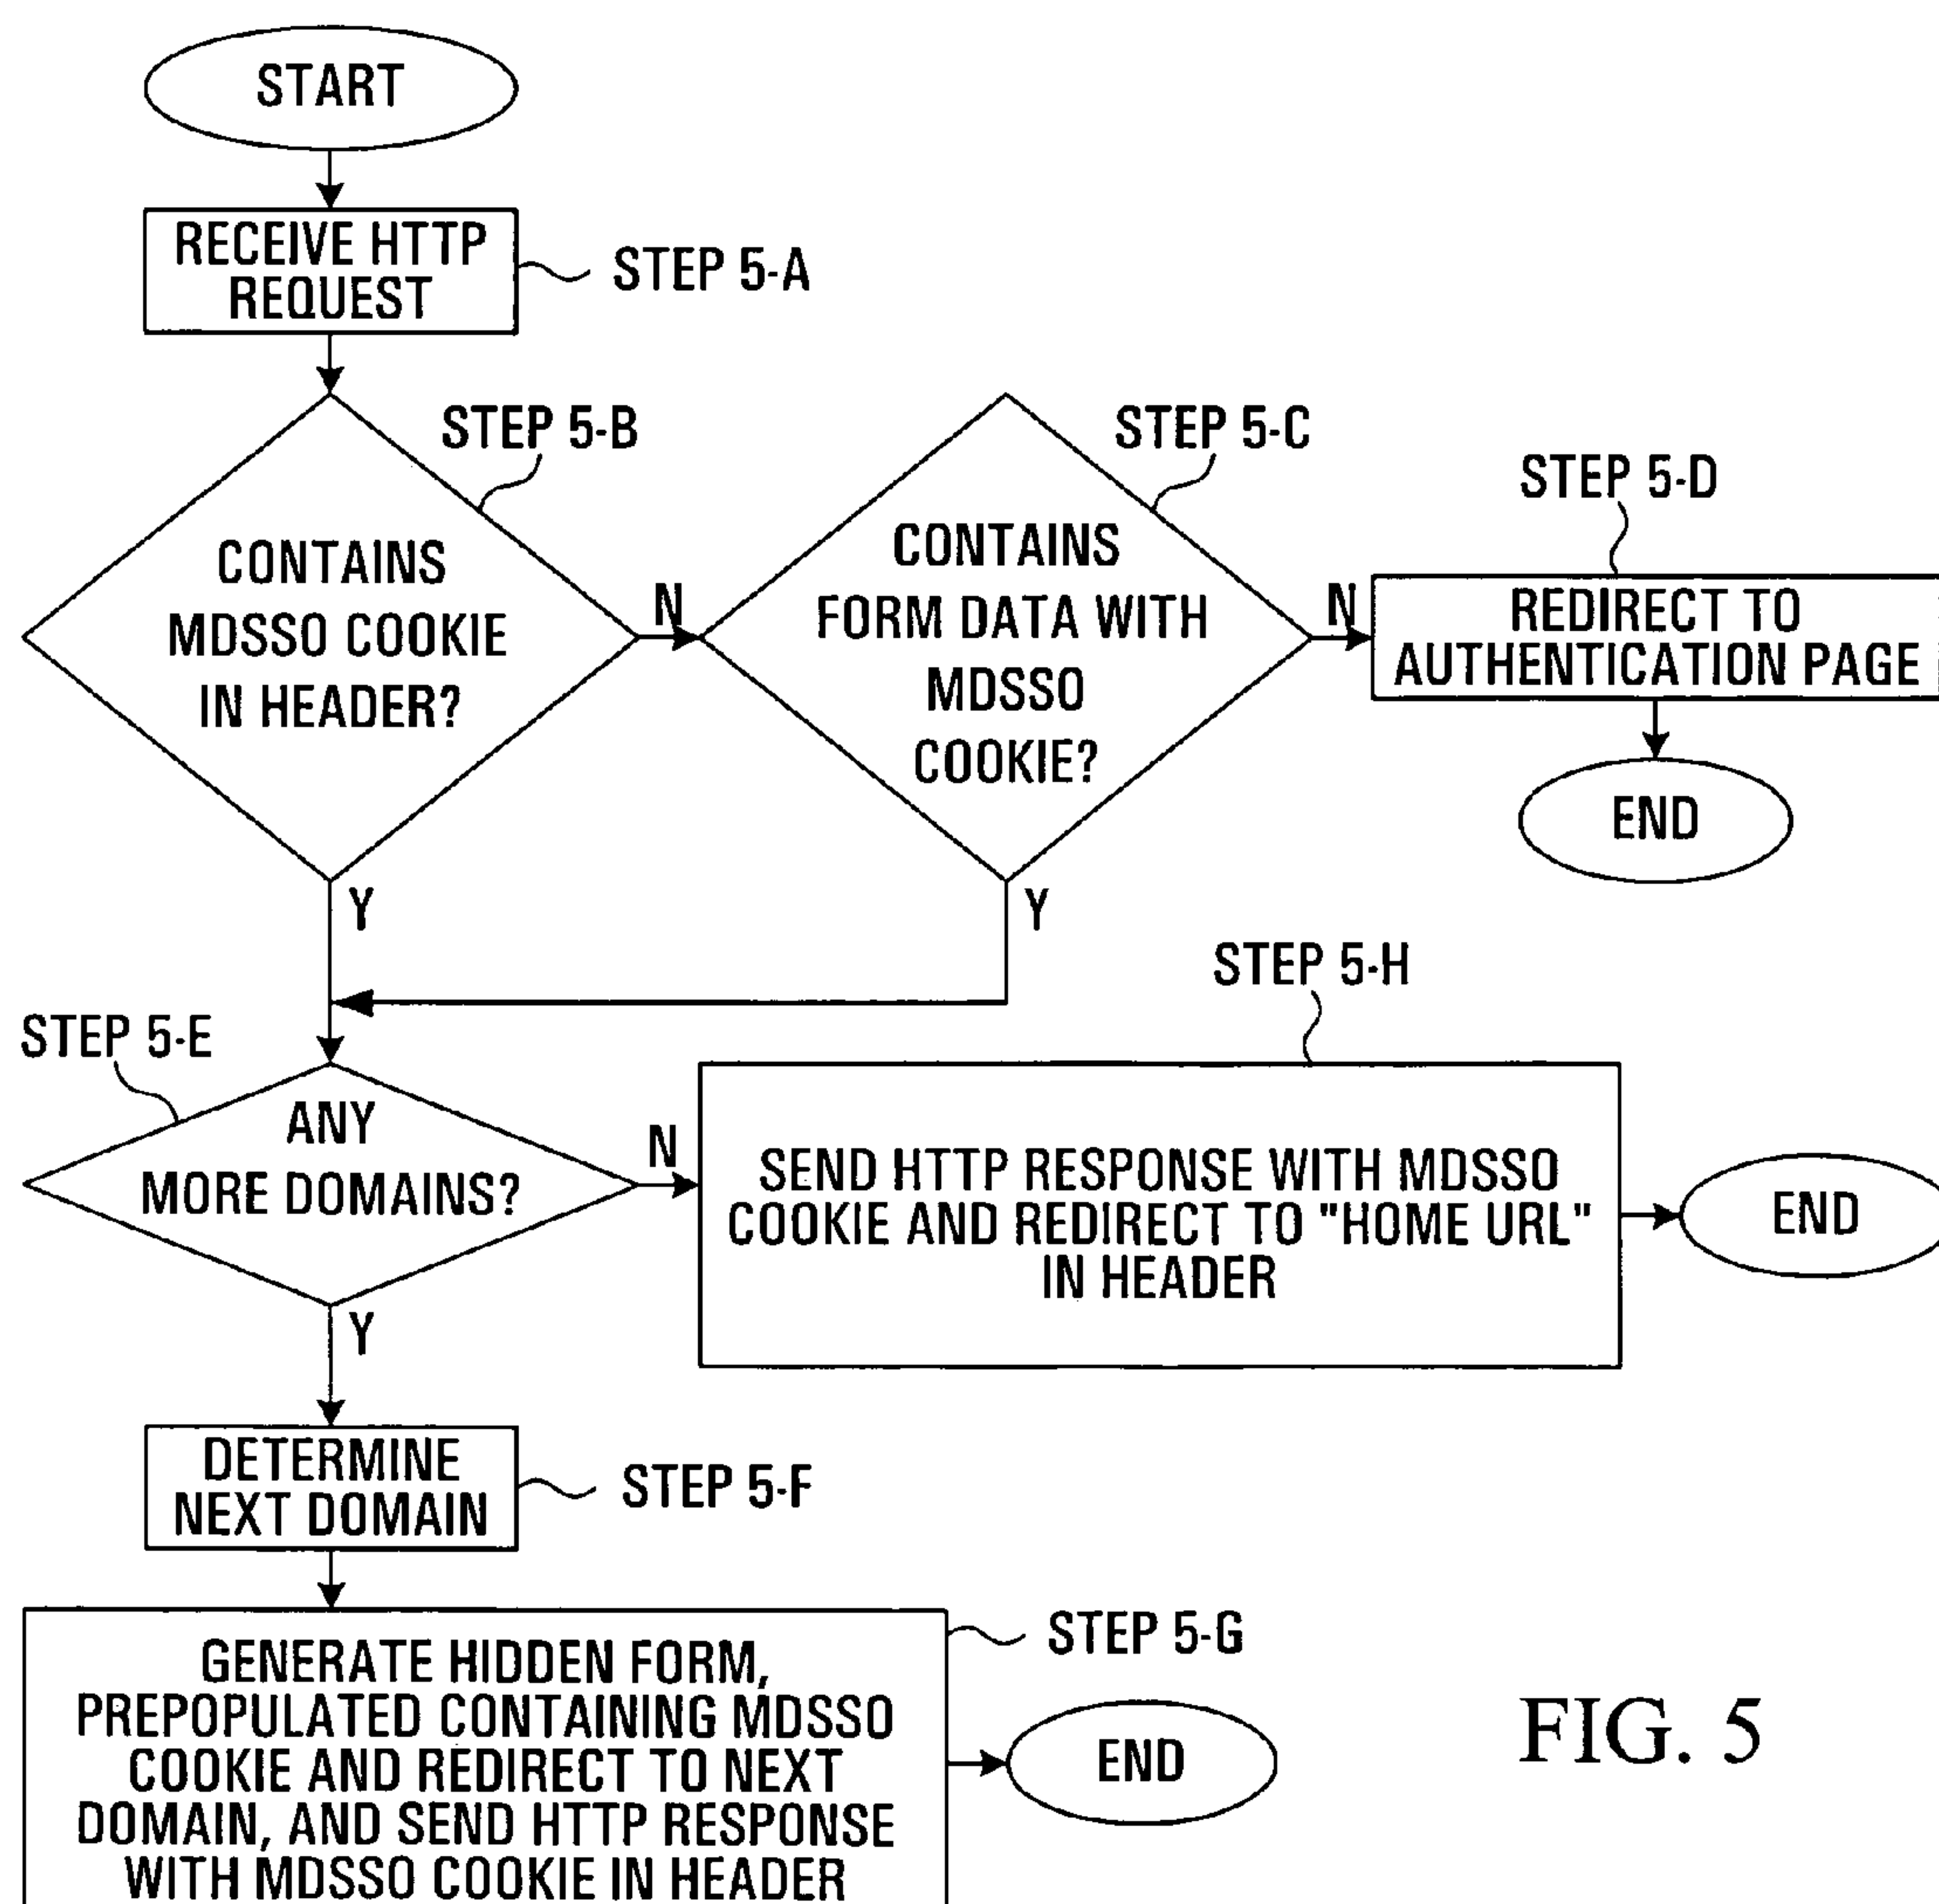 START
RECEIVE HTTP
REQUEST
STEP 5-A
STEP 5-B
CONTAINS
MDSSO COOKIE
IN HEADER?
N
Y
STEP 5-C
CONTAINS
FORM DATA WITH
MDSSO
COOKIE?
N
Y
STEP 5-D
REDIRECT TO
AUTHENTICATION PAGE
END
STEP 5-E
ANY
MORE DOMAINS?
N
Y
STEP 5-H
SEND HTTP RESPONSE WITH MDSSO
COOKIE AND REDIRECT TO "HOME URL"
IN HEADER
END
DETERMINE
NEXT DOMAIN
STEP 5-F
GENERATE HIDDEN FORM,
PREPOPULATED CONTAINING MDSSO
COOKIE AND REDIRECT TO NEXT
DOMAIN, AND SEND HTTP RESPONSE
WITH MDSSO COOKIE IN HEADER
STEP 5-G
END
FIG. 5